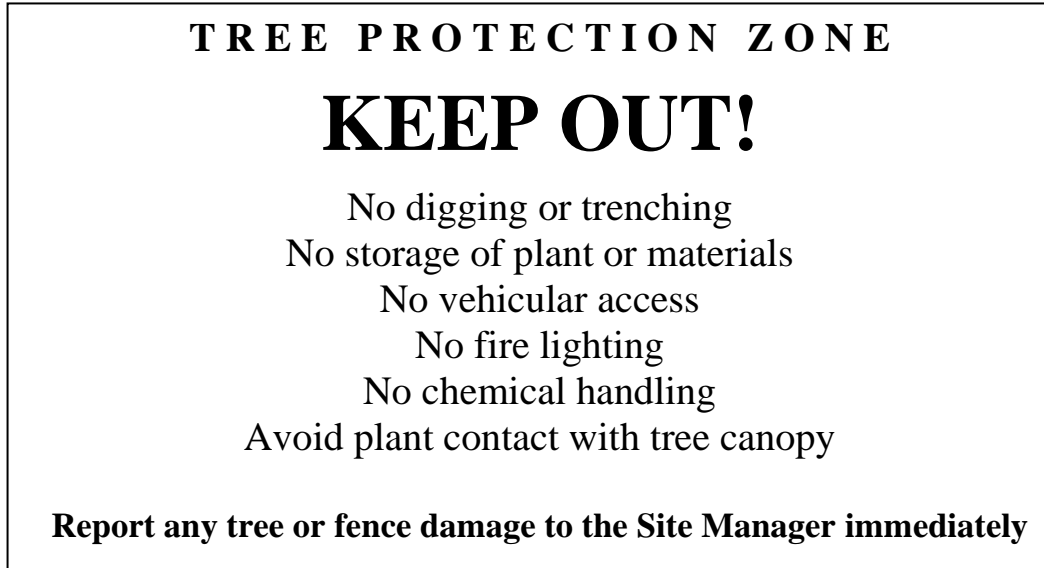 TREE PROTECTION ZONE
KEEP OUT!
No digging or trenching
No storage of plant or materials
No vehicular access
No fire lighting
No chemical handling
Avoid plant contact with tree canopy
Report any tree or fence damage to the Site Manager immediately